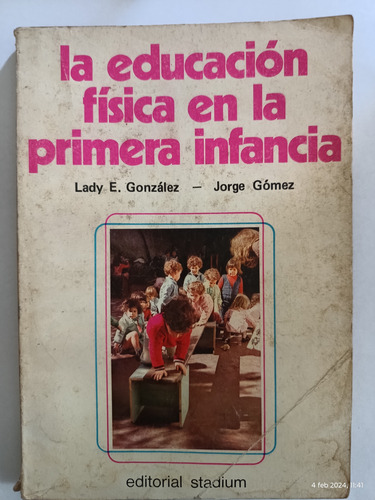 la educación
física en la
primera infancia
Lady E. González — Jorge Gómez
editorial stadium
4 feb 2024, 11:41